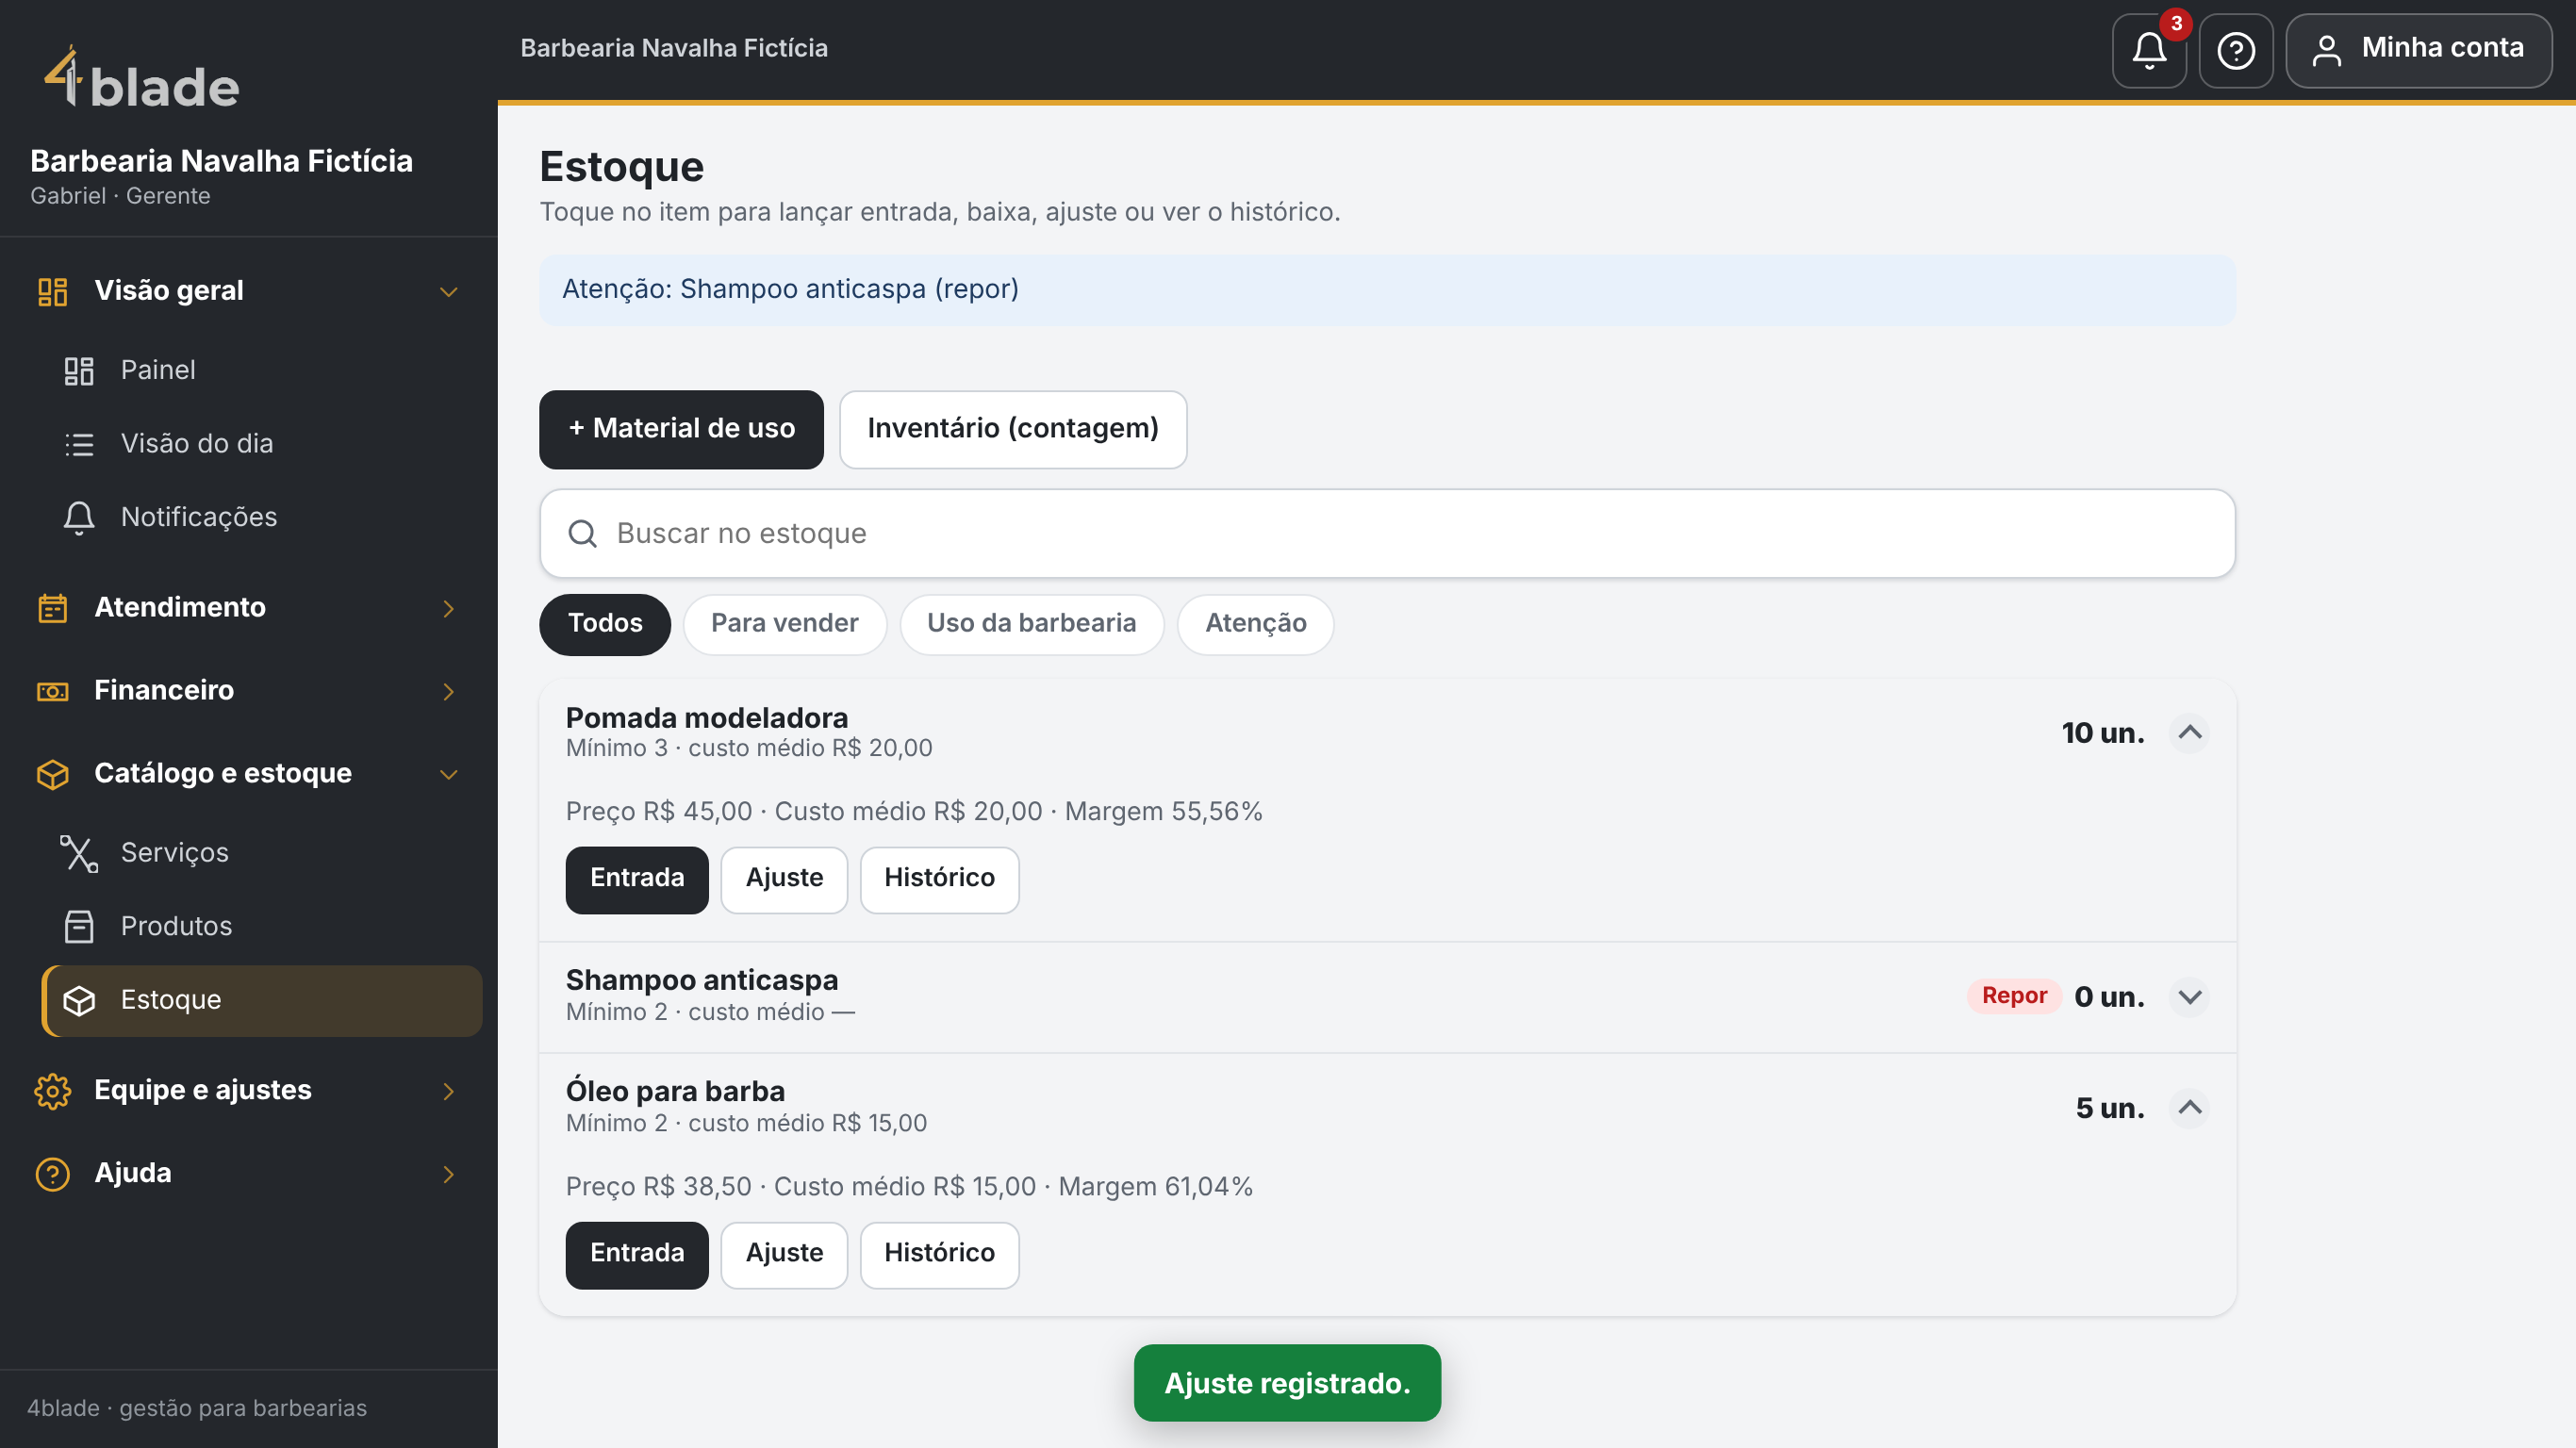 4blade
Barbearia Navalha Fictícia
Gabriel · Gerente
Visão geral
Painel
Visão do dia
Notificações
Atendimento
Financeiro
Catálogo e estoque
Serviços
Produtos
Estoque
Equipe e ajustes
Ajuda
4blade · gestão para barbearias
Barbearia Navalha Fictícia
3
Minha conta
Estoque
Toque no item para lançar entrada, baixa, ajuste ou ver o histórico.
Atenção: Shampoo anticaspa (repor)
+ Material de uso
Inventário (contagem)
Buscar no estoque
Todos
Para vender
Uso da barbearia
Atenção
Pomada modeladora
Mínimo 3 · custo médio R$ 20,00
10 un.
Preço R$ 45,00 · Custo médio R$ 20,00 · Margem 55,56%
Entrada
Ajuste
Histórico
Shampoo anticaspa
Mínimo 2 · custo médio —
Repor
0 un.
Óleo para barba
Mínimo 2 · custo médio R$ 15,00
5 un.
Preço R$ 38,50 · Custo médio R$ 15,00 · Margem 61,04%
Entrada
Ajuste
Histórico
Ajuste registrado.